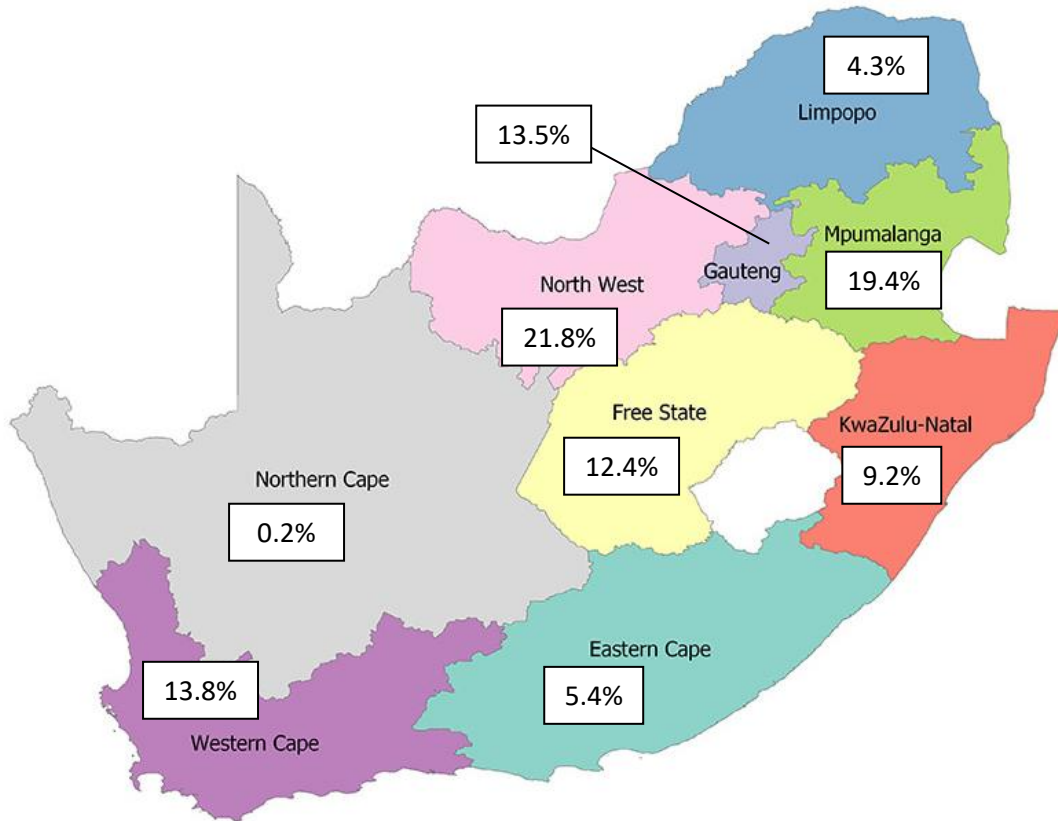 4.3%
Limpopo
13.5%
Mpumalanga
19.4%
Gauteng
North West
21.8%
Free State
12.4%
KwaZulu-Natal
9.2%
Northern Cape
0.2%
Eastern Cape
5.4%
13.8%
Western Cape